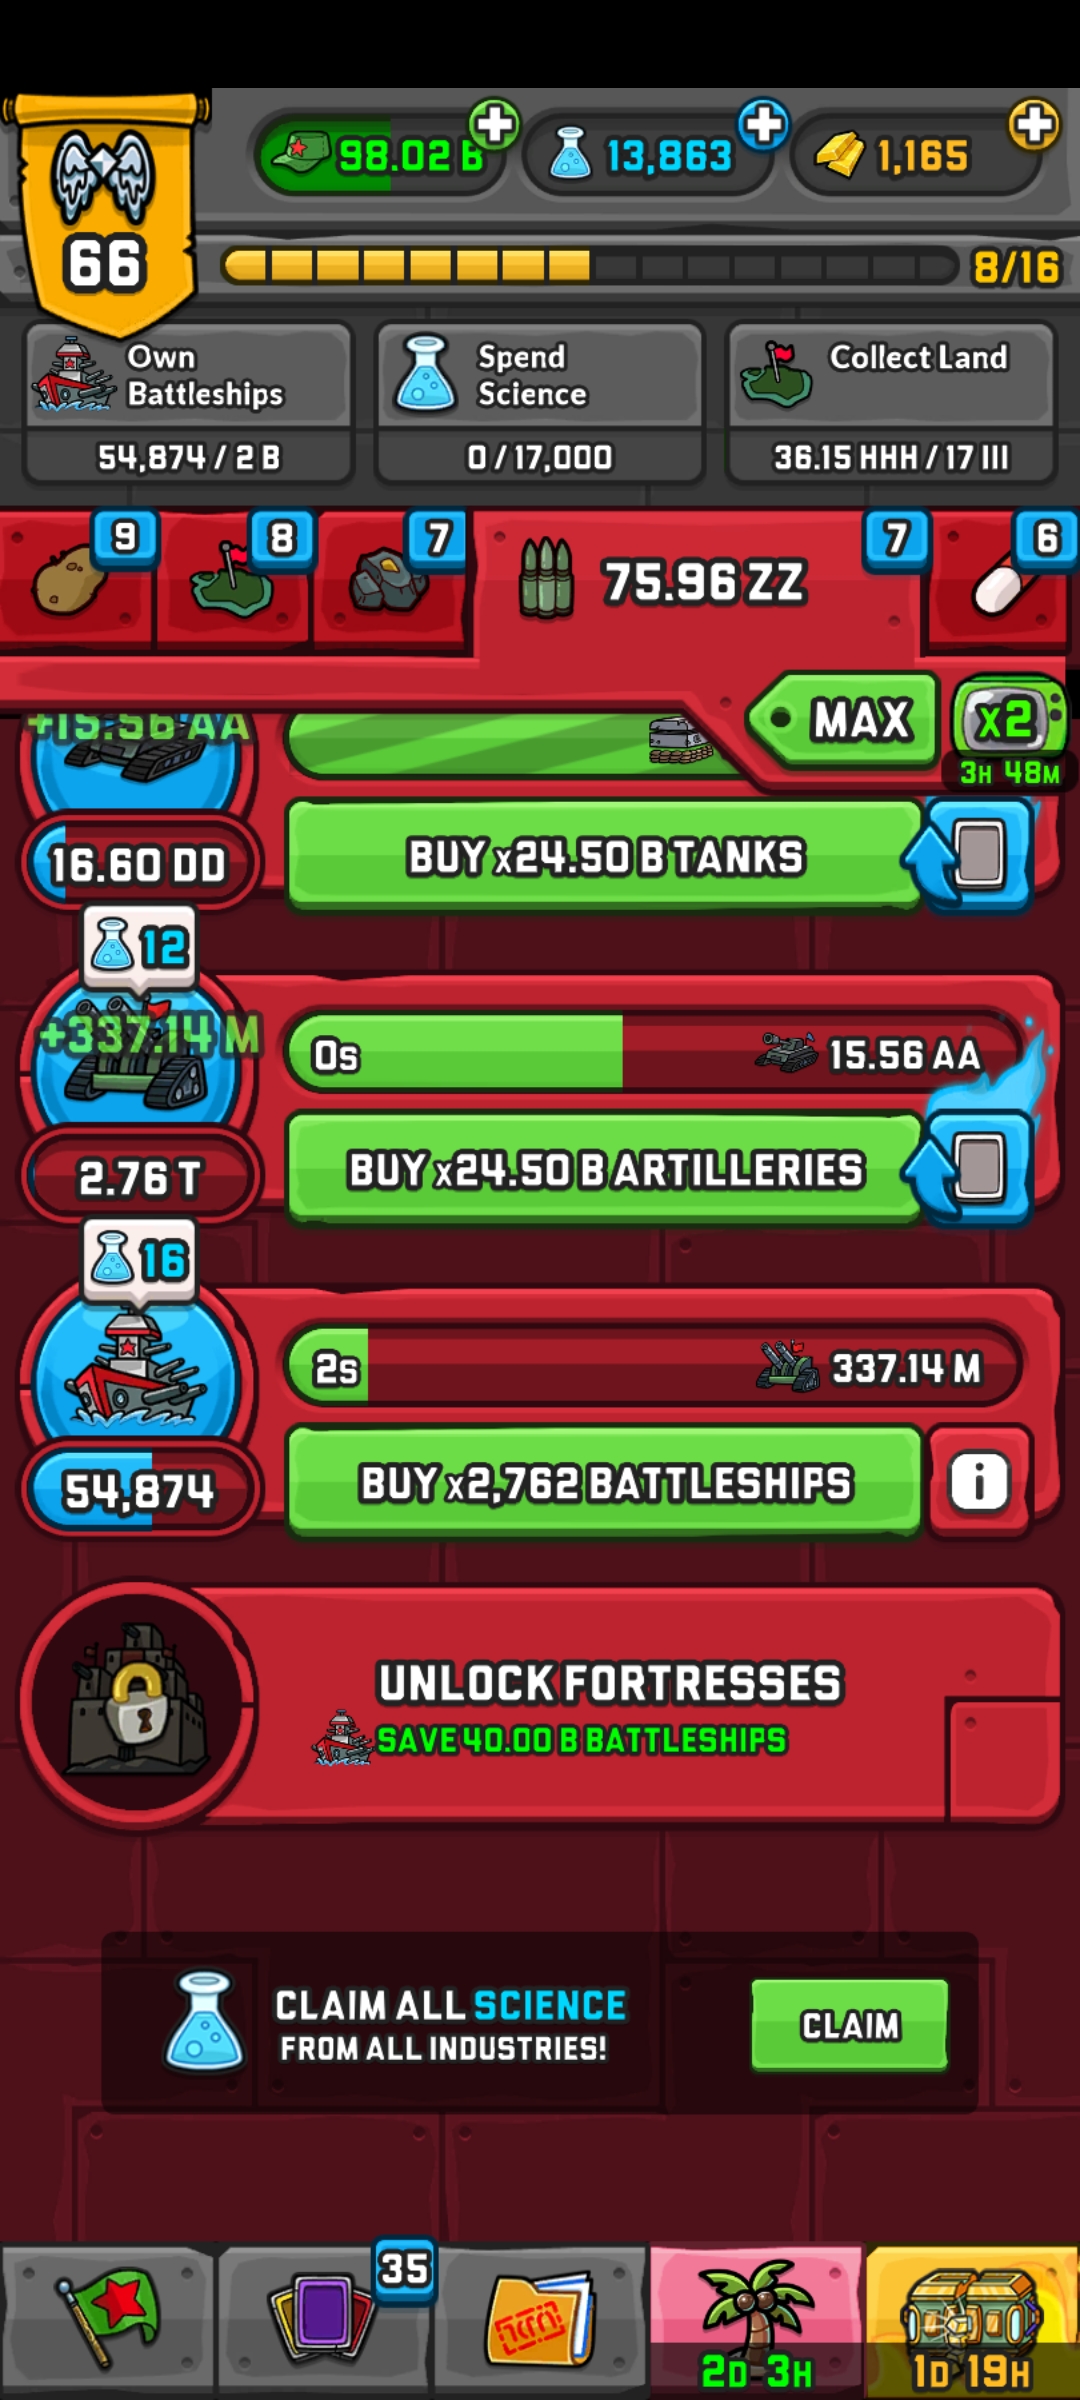 66
98.02 B
13,863
1,165
8/16
Own
Battleships
54,874 / 2 B
Spend
Science
0 / 17,000
Collect Land
36.15 HHH / 17 III
9
8
7
75.96 ZZ
7
6
MAX
x2
3H 48M
+15.56 AA
16.60 DD
BUY x24.50 B TANKS
12
+337.14 M
0s
15.56 AA
2.76 T
BUY x24.50 B ARTILLERIES
16
2s
337.14 M
54,874
BUY x2,762 BATTLESHIPS
i
UNLOCK FORTRESSES
SAVE 40.00 B BATTLESHIPS
CLAIM ALL SCIENCE
FROM ALL INDUSTRIES!
CLAIM
35
2D 3H
1D 19H